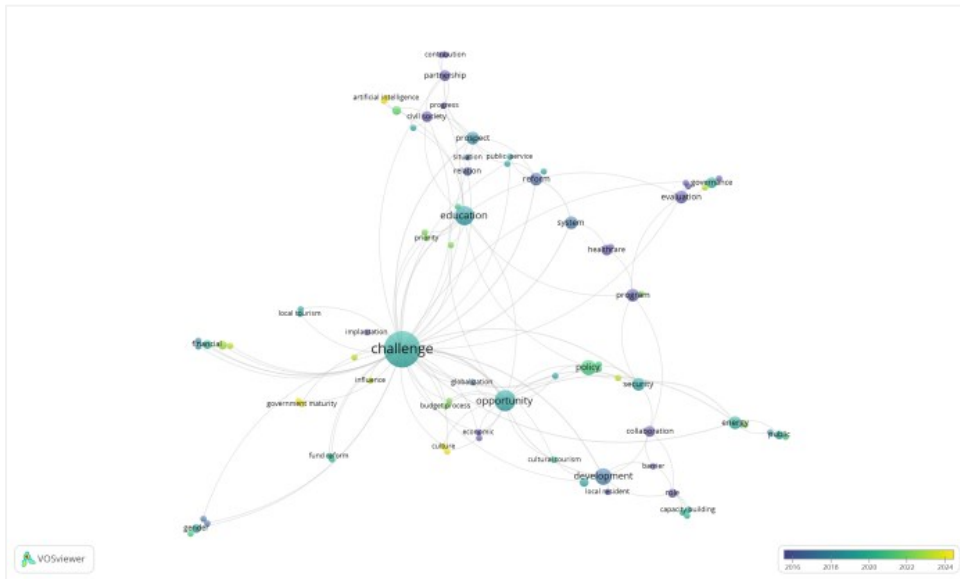 contribution
partnership
artificial intelligence
progress
civil society
prospect
situation
public service
relation
reform
governance
evaluation
education
system
priority
healthcare
program
local tourism
implantation
financial
challenge
policy
influence
globalization
security
government maturity
budget process
opportunity
energy
economic
collaboration
public
culture
fund reform
cultural tourism
barrier
development
local resident
role
capacity building
gender
VOSviewer
2016 2018 2020 2022 2024